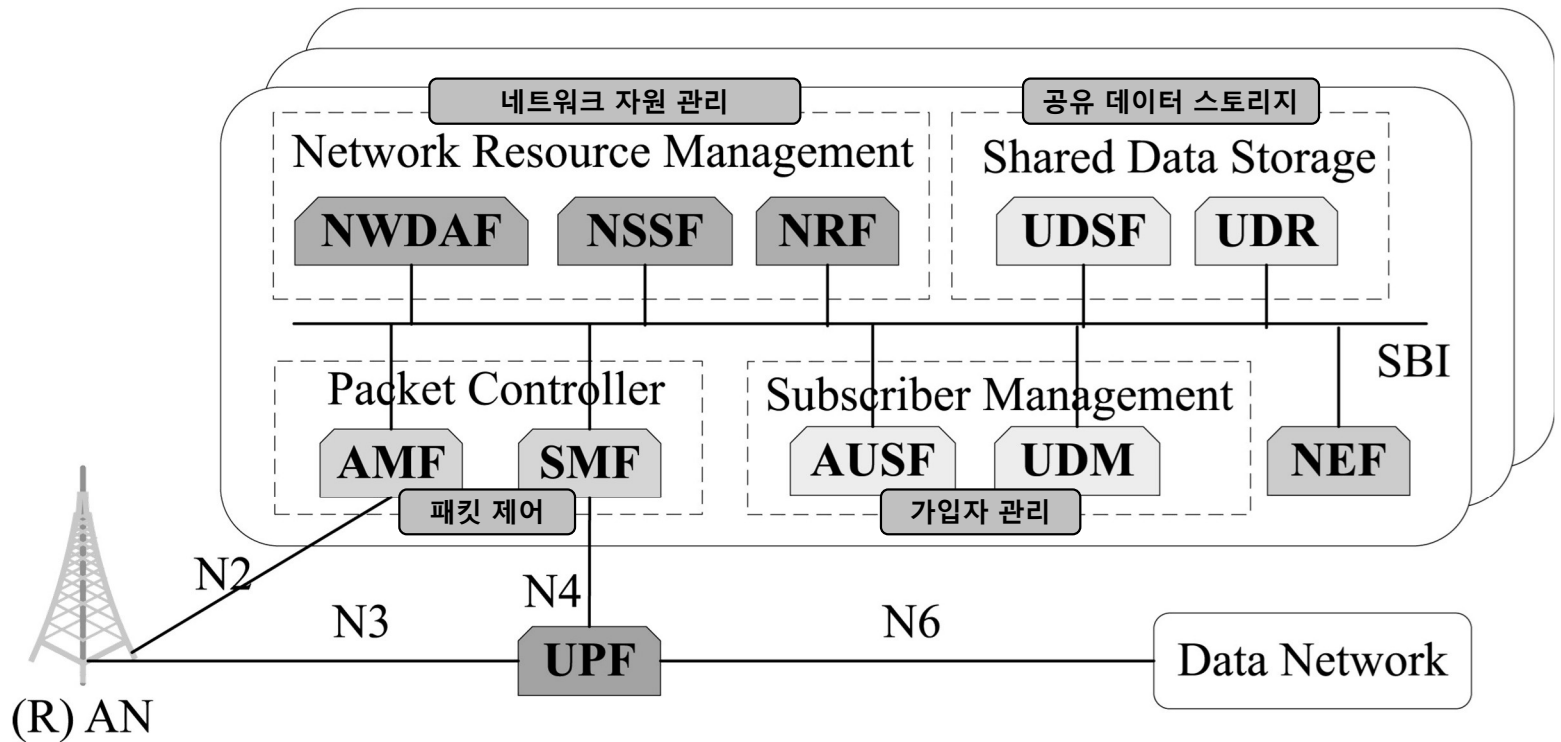 네트워크 자원 관리
공유 데이터 스토리지
Network Resource Management
Shared Data Storage
NWDAF
NSSF
NRF
UDSF
UDR
SBI
Packet Controller
Subscriber Management
AMF
SMF
AUSF
UDM
NEF
패킷 제어
가입자 관리
N2
N4
N3
N6
UPF
Data Network
(R) AN